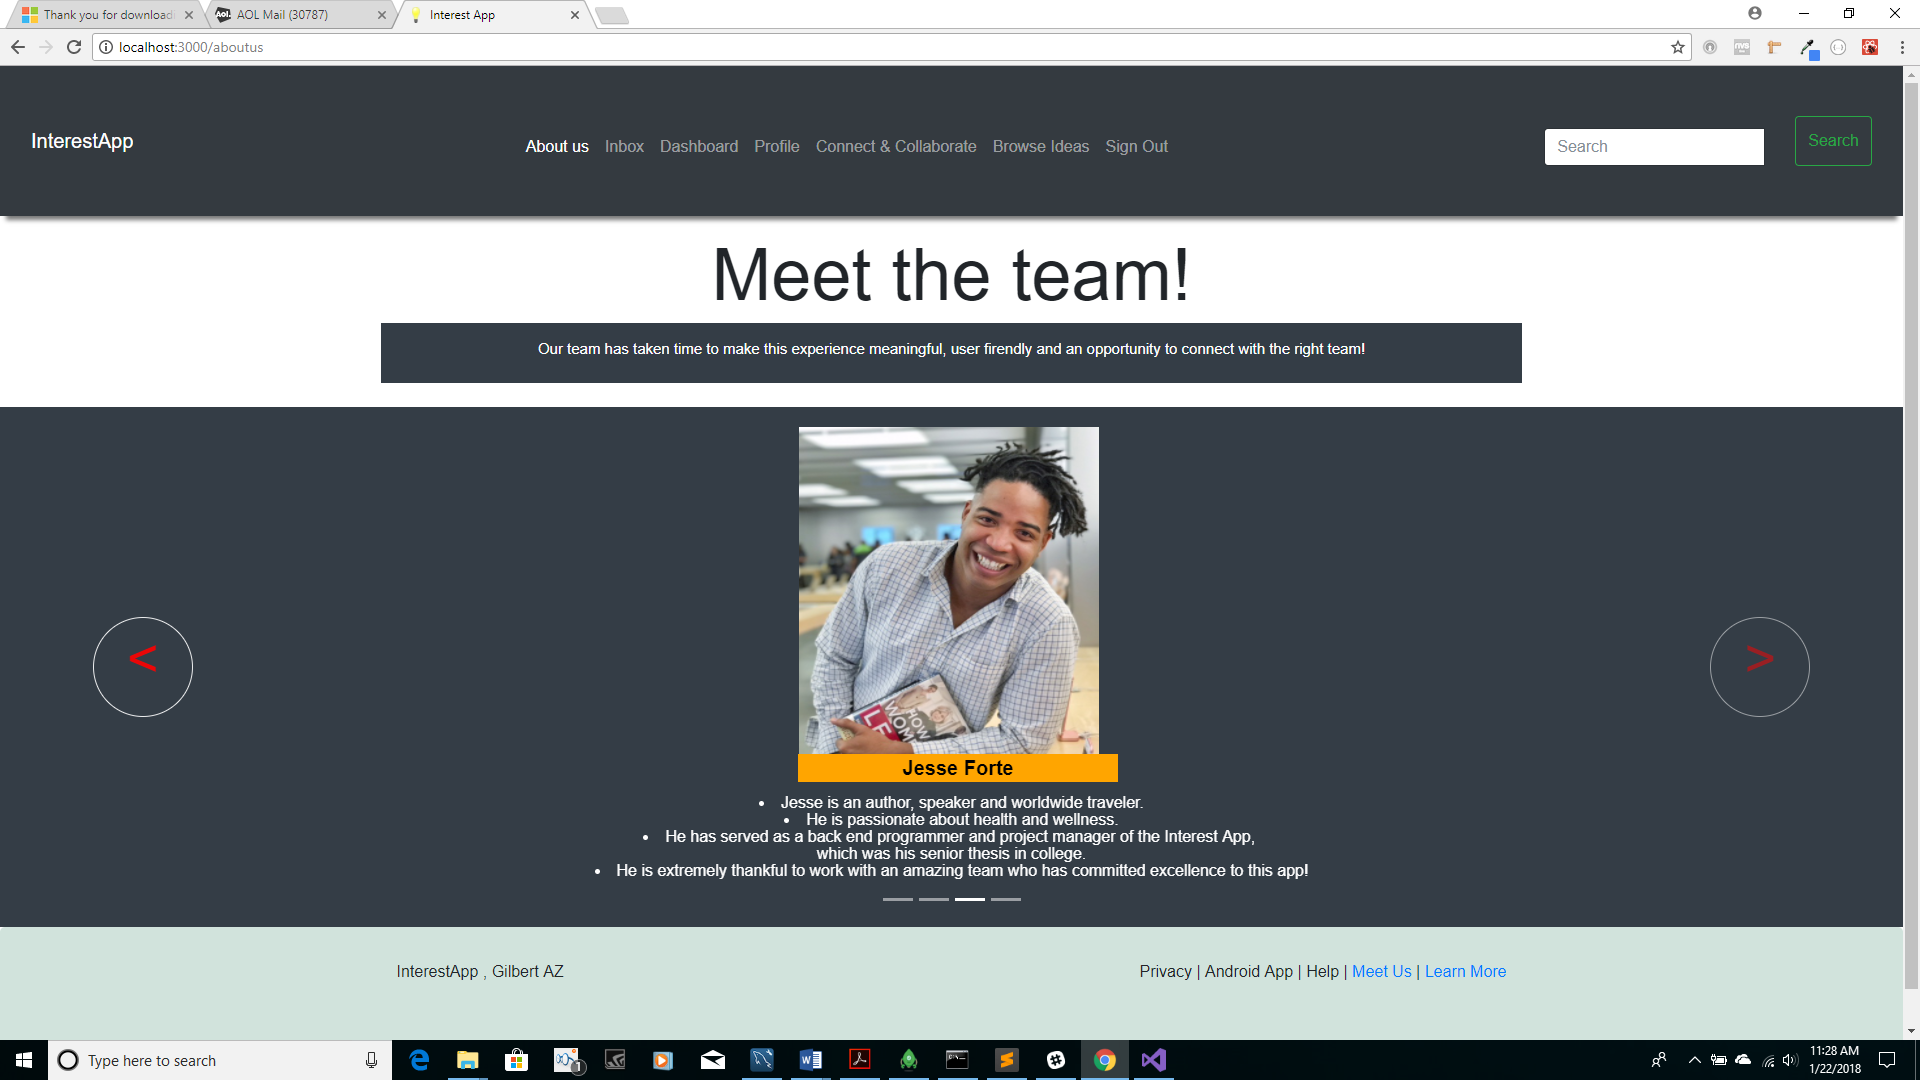 Thank you for downloadi
AOL Mail (30787)
Interest App
localhost:3000/aboutus
InterestApp
About us Inbox Dashboard Profile Connect & Collaborate Browse Ideas Sign Out
Search
Search
Meet the team!
Our team has taken time to make this experience meaningful, user firendly and an opportunity to connect with the right team!
<
>
HOW
WOM
LE
Jesse Forte
• Jesse is an author, speaker and worldwide traveler.
• He is passionate about health and wellness.
• He has served as a back end programmer and project manager of the Interest App,
which was his senior thesis in college.
• He is extremely thankful to work with an amazing team who has committed excellence to this app!
InterestApp , Gilbert AZ
Privacy | Android App | Help | Meet Us | Learn More
Type here to search
1
11:28 AM
1/22/2018